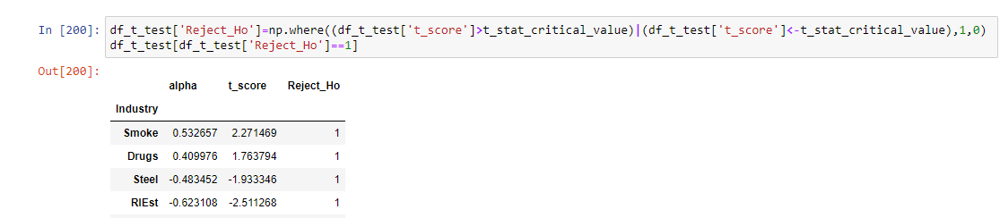 In [200]: df_t_test['Reject_Ho']=np.where((df_t_test['t_score']>t_stat_critical_value)|(df_t_test['t_score']<-t_stat_critical_value),1,0)
df_t_test[df_t_test['Reject_Ho']==1]
Out[200]:
alpha t_score Reject_Ho
Industry
Smoke 0.532657 2.271469 1
Drugs 0.409976 1.763794 1
Steel -0.483452 -1.933346 1
RlEst -0.623108 -2.511268 1